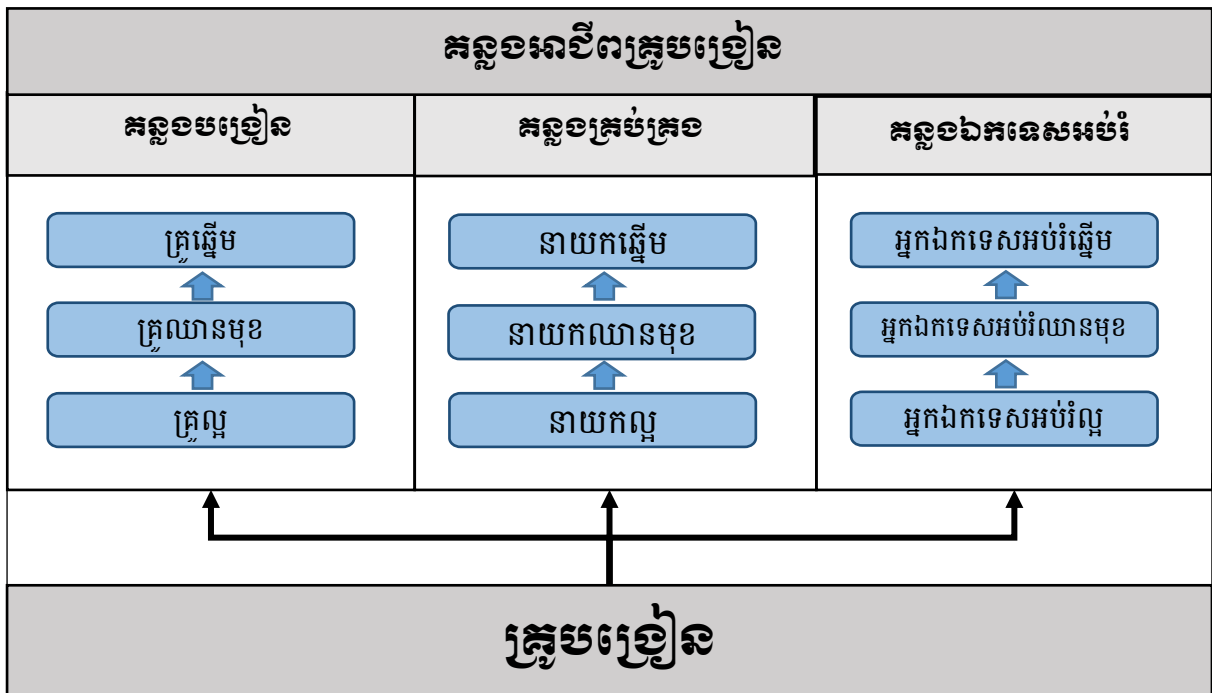 គន្លងអាជីពគ្រូបង្រៀន
គន្លងបង្រៀន
គន្លងគ្រប់គ្រង
គន្លងឯកទេសអប់រំ
គ្រូឆ្នើម
គ្រូឈានមុខ
គ្រូល្អ
នាយកឆ្នើម
នាយកឈានមុខ
នាយកល្អ
អ្នកឯកទេសអប់រំឆ្នើម
អ្នកឯកទេសអប់រំឈានមុខ
អ្នកឯកទេសអប់រំល្អ
គ្រូបង្រៀន